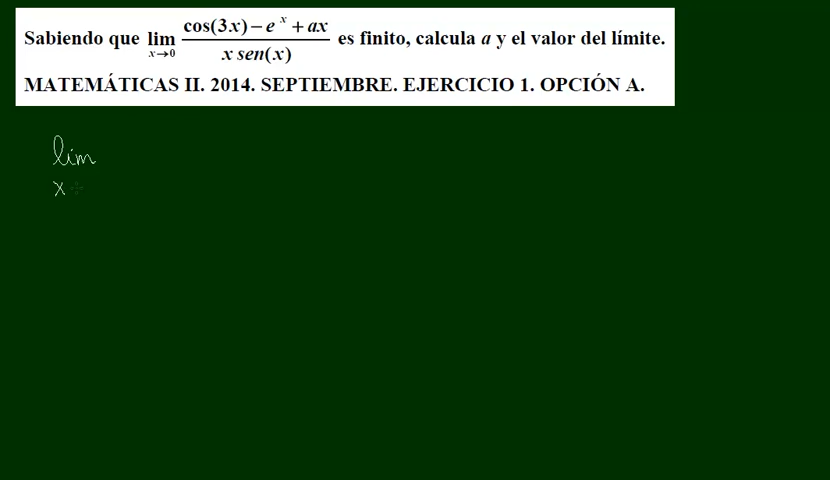 Sabiendo que lim x→0 cos(3x) − e^x + ax / x sen(x) es finito, calcula a y el valor del límite.
MATEMÁTICAS II. 2014. SEPTIEMBRE. EJERCICIO 1. OPCIÓN A.
lim
x